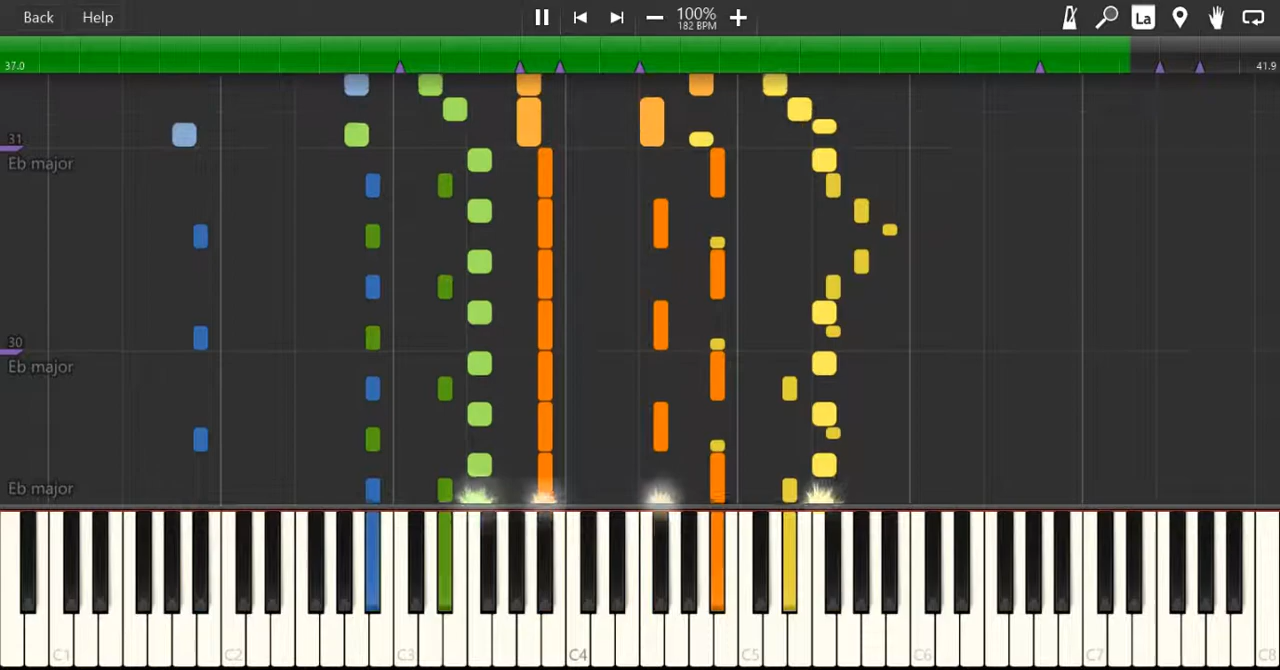 Back Help 100% La
182 BPM
37.0 41.9
31
Eb major
30
Eb major
Eb major
C1 C2 C3 C4 C5 C6 C7 C8